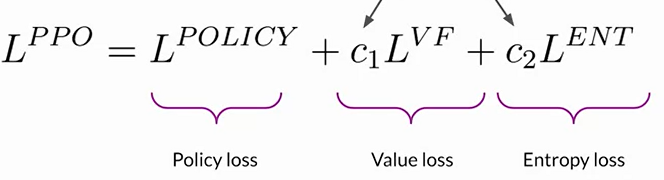 L^{PPO} = L^{POLICY} + c_1 L^{VF} + c_2 L^{ENT}
Policy loss Value loss Entropy loss